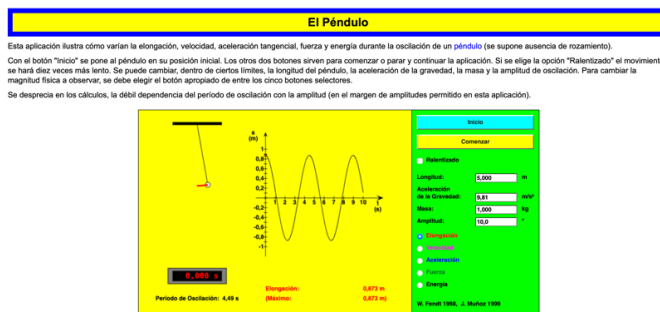 El Péndulo
Esta aplicación ilustra cómo varían la elongación, velocidad, aceleración tangencial, fuerza y energía durante la oscilación de un péndulo (se supone ausencia de rozamiento).
Con el botón "Inicio" se pone al péndulo en su posición inicial. Los otros dos botones sirven para comenzar o parar y continuar la aplicación. Si se elige la opción "Ralentizado" el movimient
se hará diez veces más lento. Se puede cambiar, dentro de ciertos límites, la longitud del péndulo, la aceleración de la gravedad, la masa y la amplitud de oscilación. Para cambiar la
magnitud física a observar, se debe elegir el botón apropiado de entre los cinco botones selectores.
Se desprecia en los cálculos, la débil dependencia del período de oscilación con la amplitud (en el margen de amplitudes permitido en esta aplicación).
s
(m)
1
0,8
0,6
0,4
0,2
-0,2
-0,4
-0,6
-0,8
-1
1 2 3 4 5 6 7 8 9 10
(s)
0,000 s
Periodo de Oscilación: 4,49 s
Elongación: 0,873 m
(Máximo: 0,873 m)
Inicio
Comenzar
Ralentizado
Longitud: 5,000 m
Aceleración
de la Gravedad: 9,81 m/s²
Masa: 1,000 kg
Amplitud: 10,0 °
Elongación
Velocidad
Aceleración
Fuerza
Energía
W. Fendt 1998, J. Muñoz 1999